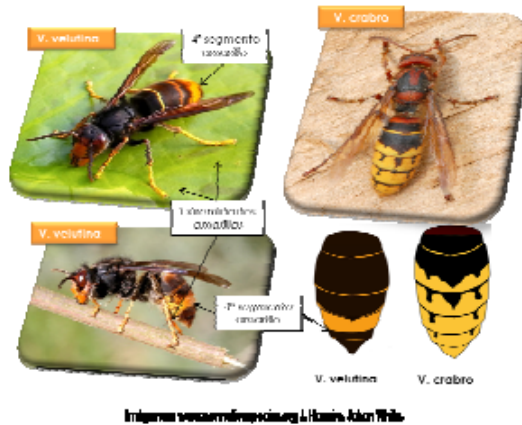 V. velutina
4º segmento
amarillo
V. crabro
Extremidades
amarillas
V. velutina
4º segmento
amarillo
V. velutina
V. crabro